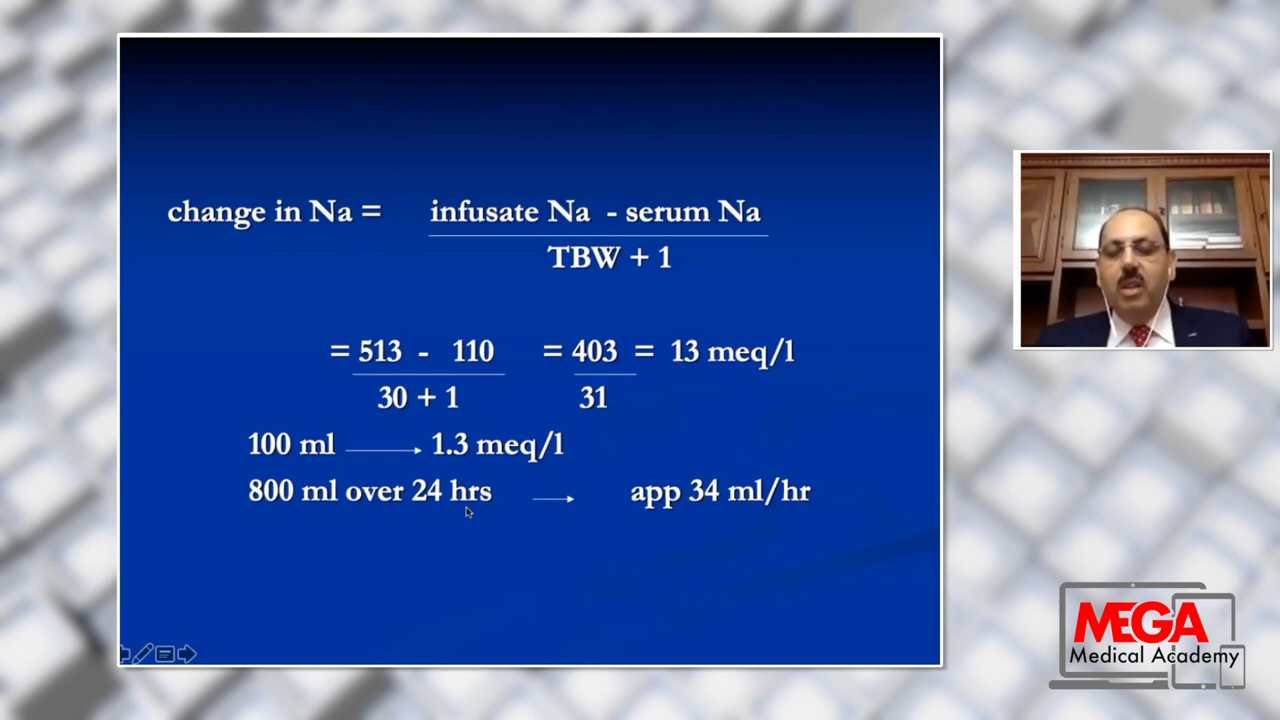 change in Na = infusate Na - serum Na
TBW + 1
= 513 - 110 = 403 = 13 meq/l
30 + 1 31
100 ml → 1.3 meq/l
800 ml over 24 hrs → app 34 ml/hr
MEGA
Medical Academy